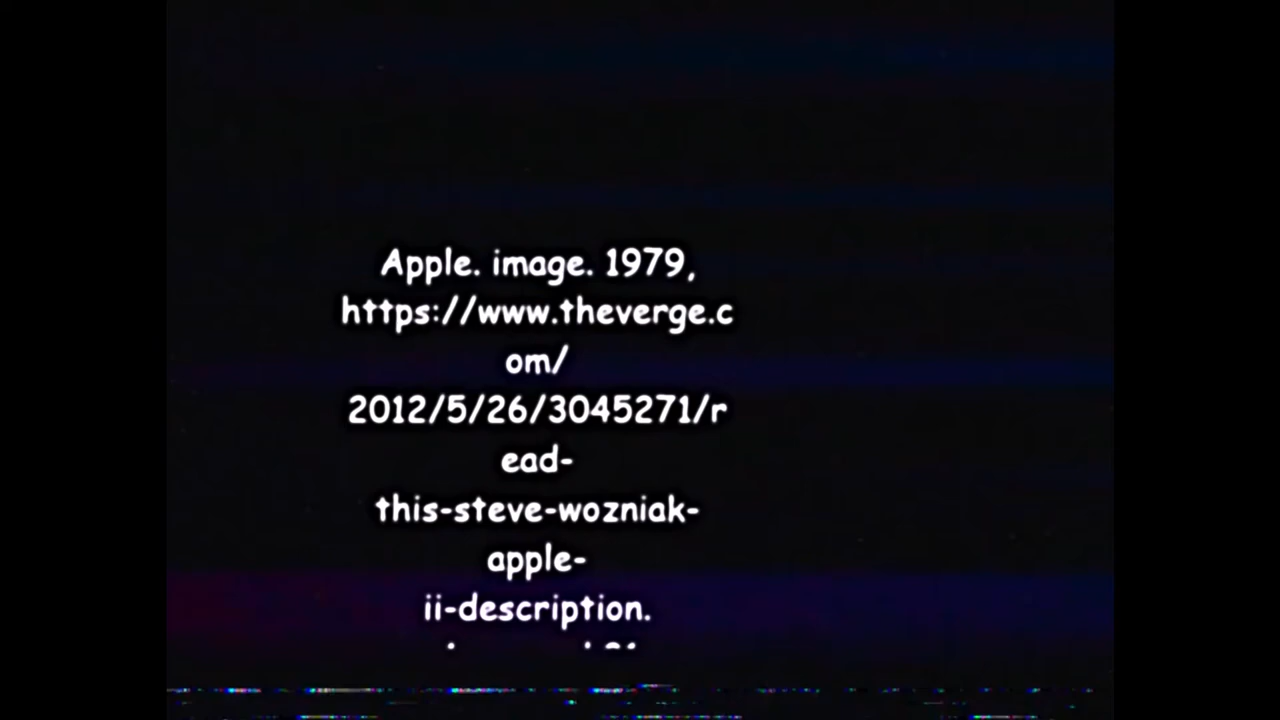 Apple. image. 1979,
https://www.theverge.c
om/
2012/5/26/3045271/r
ead-
this-steve-wozniak-
apple-
ii-description.